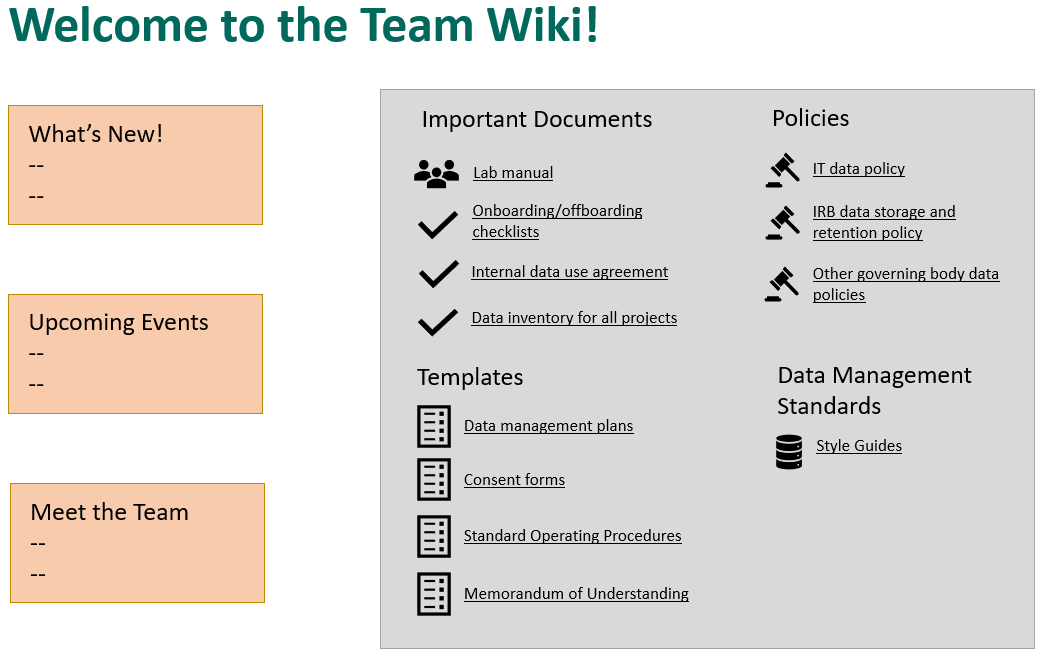 Welcome to the Team Wiki!
What’s New!
--
--
Upcoming Events
--
--
Meet the Team
--
--
Important Documents
Lab manual
Onboarding/offboarding
checklists
Internal data use agreement
Data inventory for all projects
Templates
Data management plans
Consent forms
Standard Operating Procedures
Memorandum of Understanding
Policies
IT data policy
IRB data storage and
retention policy
Other governing body data
policies
Data Management
Standards
Style Guides